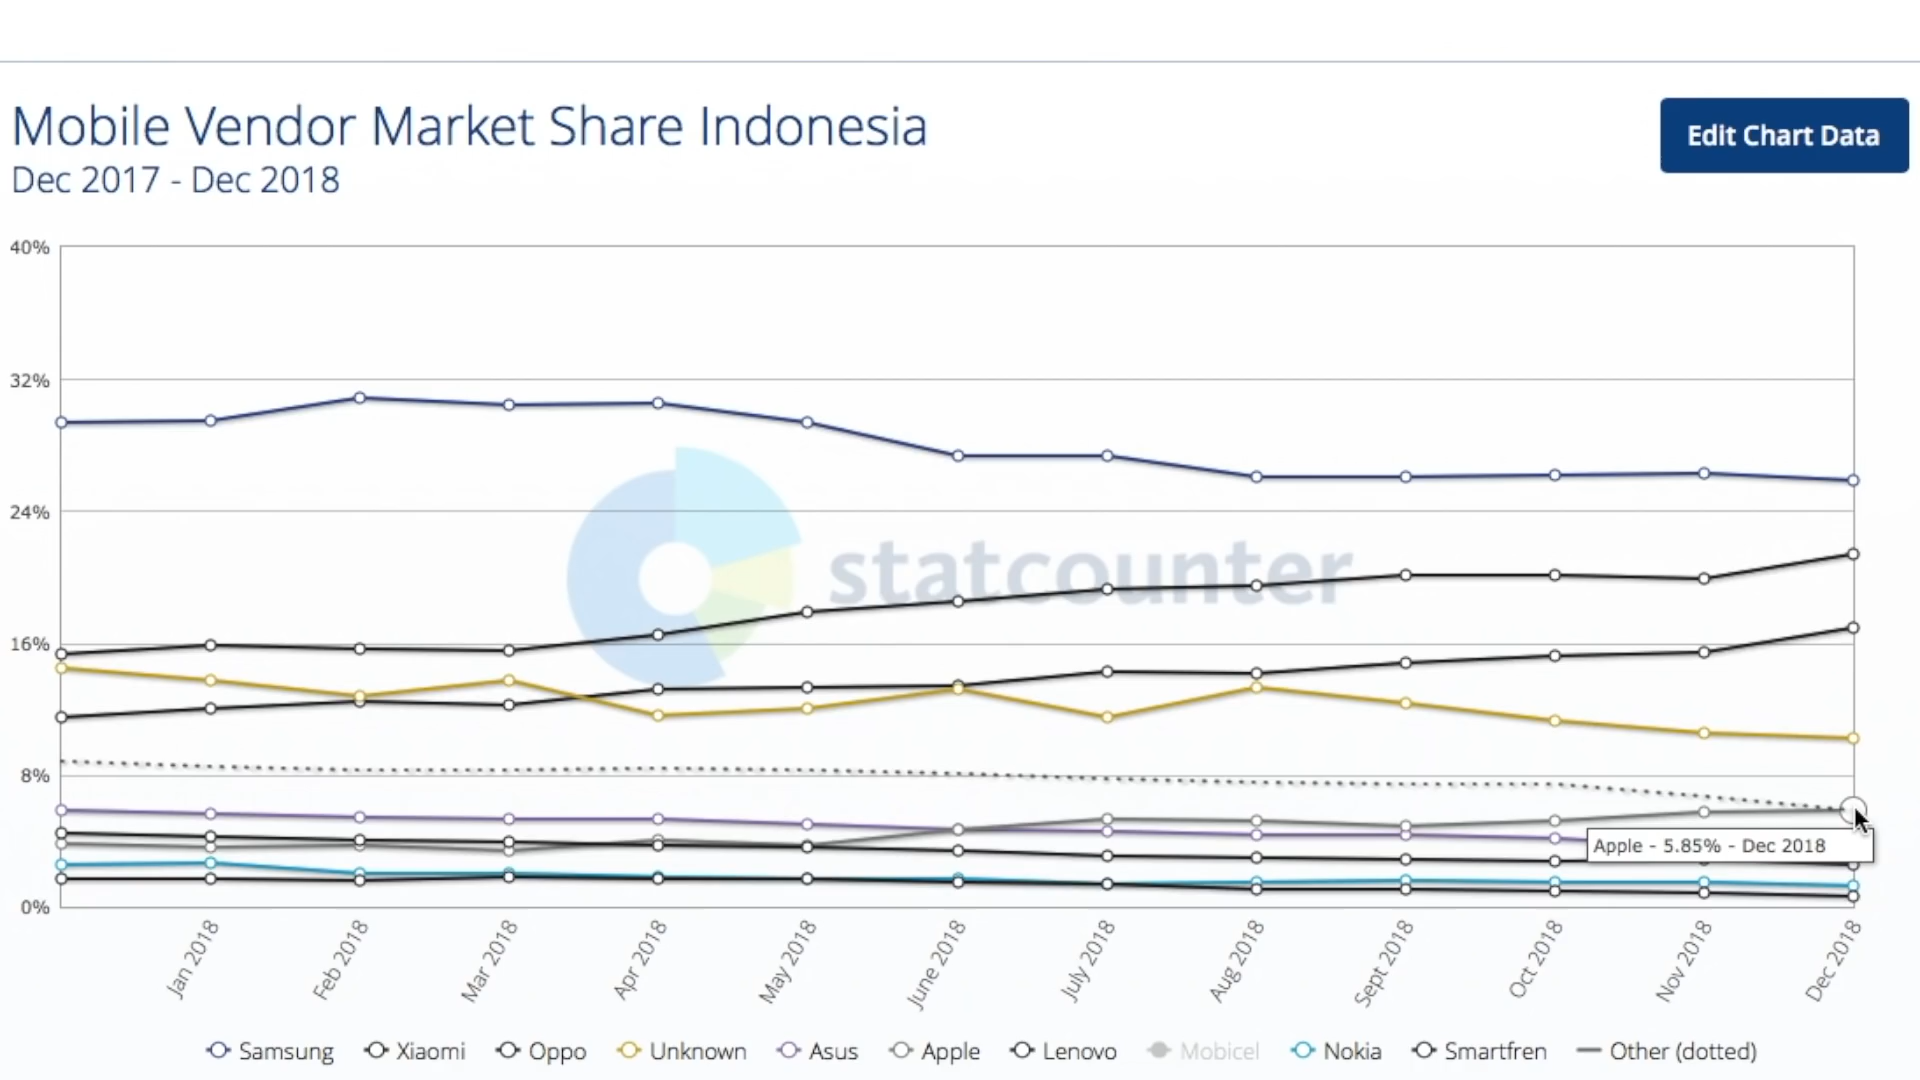 Mobile Vendor Market Share Indonesia
Dec 2017 - Dec 2018
Edit Chart Data
40%
32%
24%
16%
8%
0%
statcounter
Apple - 5.85% - Dec 2018
Jan 2018
Feb 2018
Mar 2018
Apr 2018
May 2018
June 2018
July 2018
Aug 2018
Sept 2018
Oct 2018
Nov 2018
Dec 2018
Samsung Xiaomi Oppo Unknown Asus Apple Lenovo Mobicel Nokia Smartfren Other (dotted)